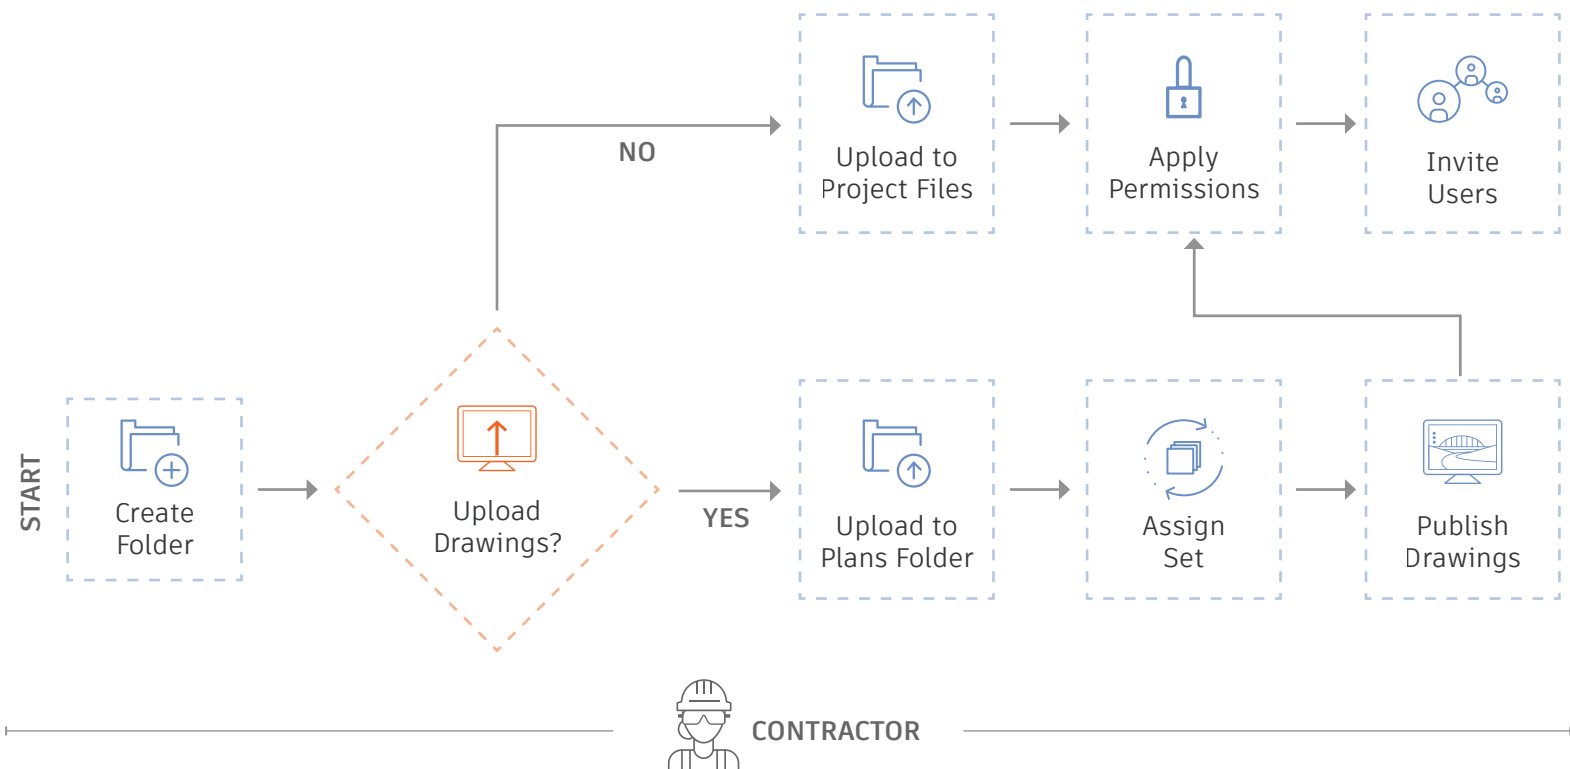 START
Create
Folder
Upload
Drawings?
NO
Upload to
Project Files
Apply
Permissions
Invite
Users
YES
Upload to
Plans Folder
Assign
Set
Publish
Drawings
CONTRACTOR